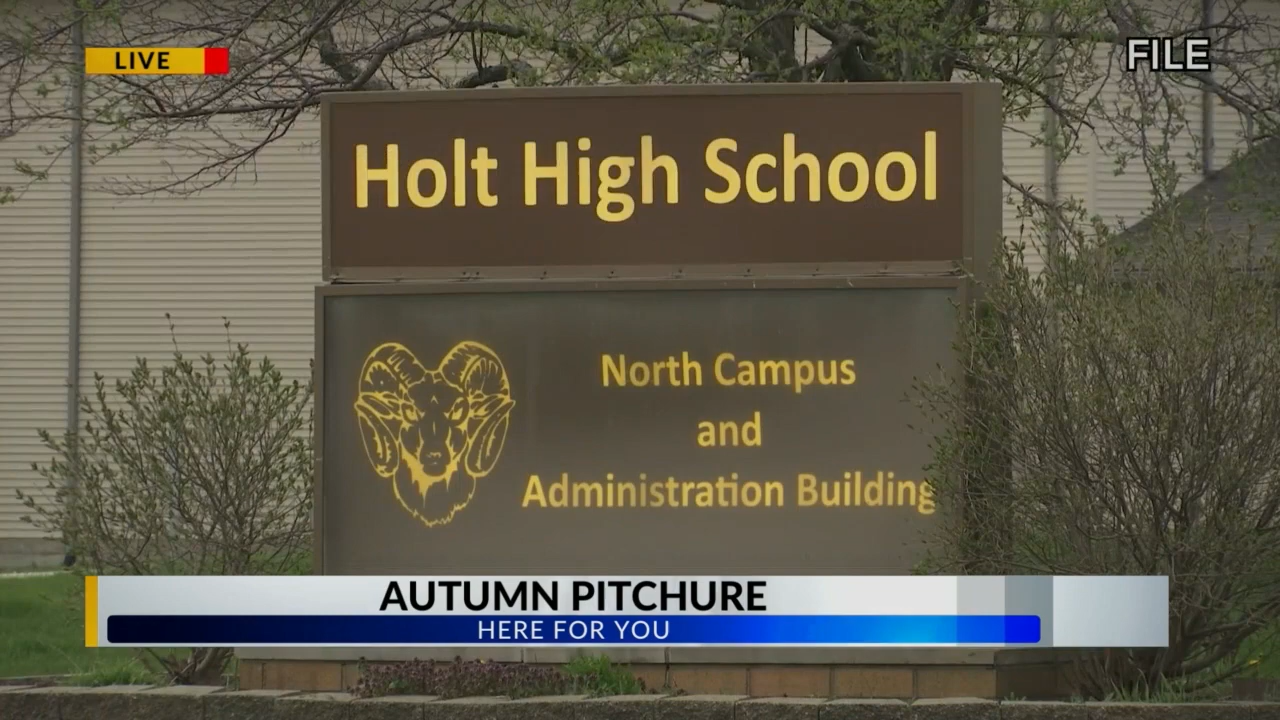 LIVE
FILE
Holt High School
North Campus
and
Administration Building
AUTUMN PITCHURE
HERE FOR YOU